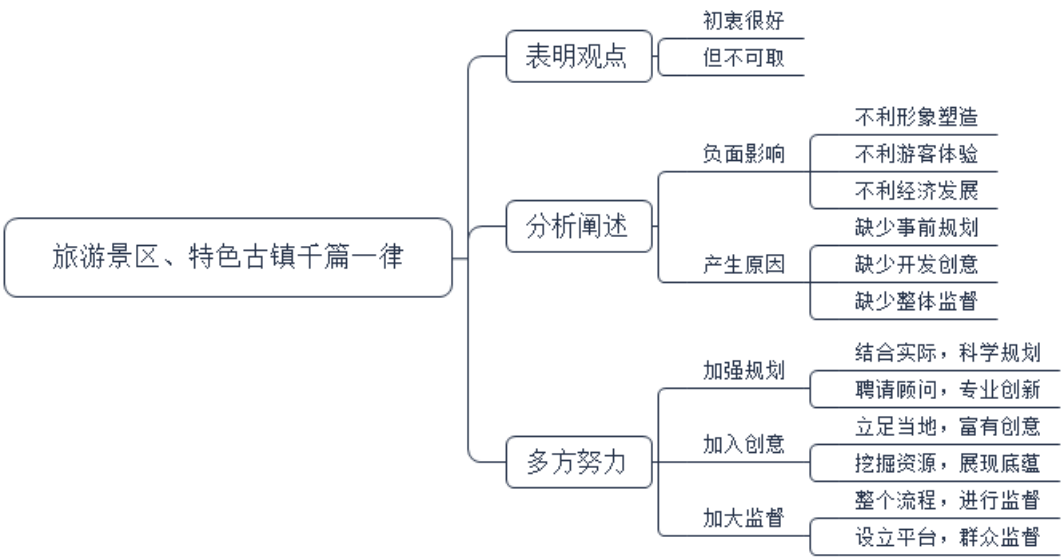 旅游景区、特色古镇千篇一律
表明观点
初衷很好
但不可取
分析阐述
负面影响
不利形象塑造
不利游客体验
不利经济发展
产生原因
缺少事前规划
缺少开发创意
缺少整体监督
多方努力
加强规划
结合实际，科学规划
聘请顾问，专业创新
加入创意
立足当地，富有创意
挖掘资源，展现底蕴
加大监督
整个流程，进行监督
设立平台，群众监督